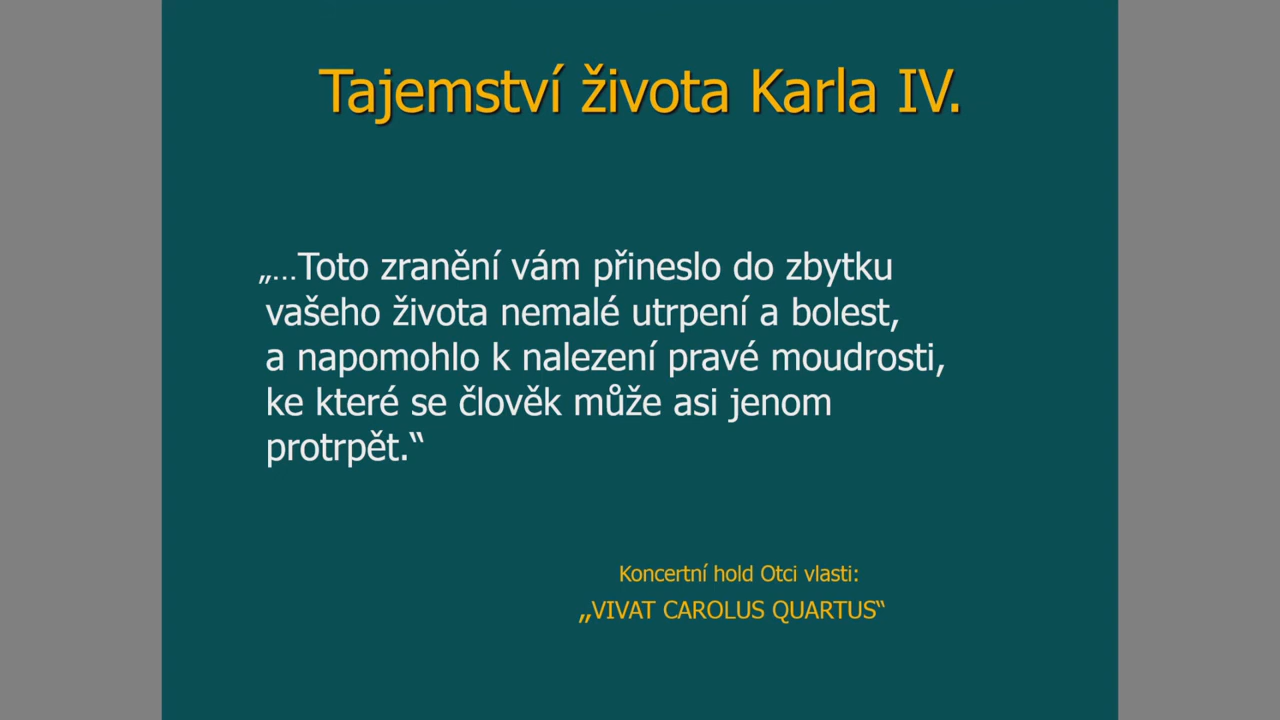 Tajemství života Karla IV.
„…Toto zranění vám přineslo do zbytku
vašeho života nemalé utrpení a bolest,
a napomohlo k nalezení pravé moudrosti,
ke které se člověk může asi jenom
protrpět.“
Koncertní hold Otci vlasti:
„VIVAT CAROLUS QUARTUS“